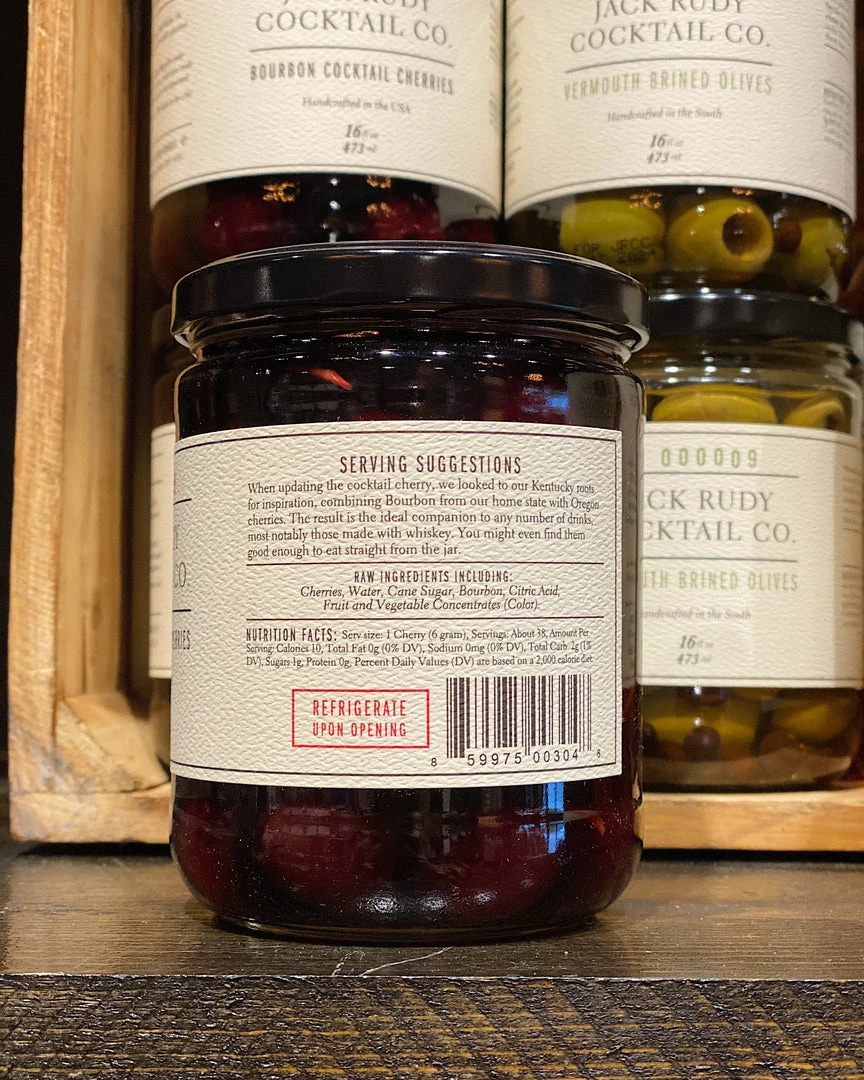 JACK RUDY
COCKTAIL CO.
BOURBON COCKTAIL CHERRIES
Handcrafted in the USA
16 fl oz
473 ml
JACK RUDY
COCKTAIL CO.
VERMOUTH BRINED OLIVES
Handcrafted in the South
16 fl oz
473 ml
SERVING SUGGESTIONS
When updating the cocktail cherry, we looked to our Kentucky roots
for inspiration, combining Bourbon from our home state with Oregon
cherries. The result is the ideal companion to any number of drinks,
most notably those made with whiskey. You might even find them
good enough to eat straight from the jar.
RAW INGREDIENTS INCLUDING:
Cherries, Water, Cane Sugar, Bourbon, Citric Acid,
Fruit and Vegetable Concentrates (Color).
NUTRITION FACTS: Serv size: 1 Cherry (6 gram), Servings: About 38, Amount Per
Serving: Calories 10, Total Fat 0g (0% DV), Sodium 0mg (0% DV), Total Carb. 2g (1%
DV), Sugars 1g, Protein 0g, Percent Daily Values (DV) are based on a 2,000 calorie diet
REFRIGERATE
UPON OPENING
8 59975 00304 8
CO.
RRIES
000009
CK RUDY
CKTAIL CO.
UTH BRINED OLIVES
andcrafted in the South
16 fl oz
473 ml